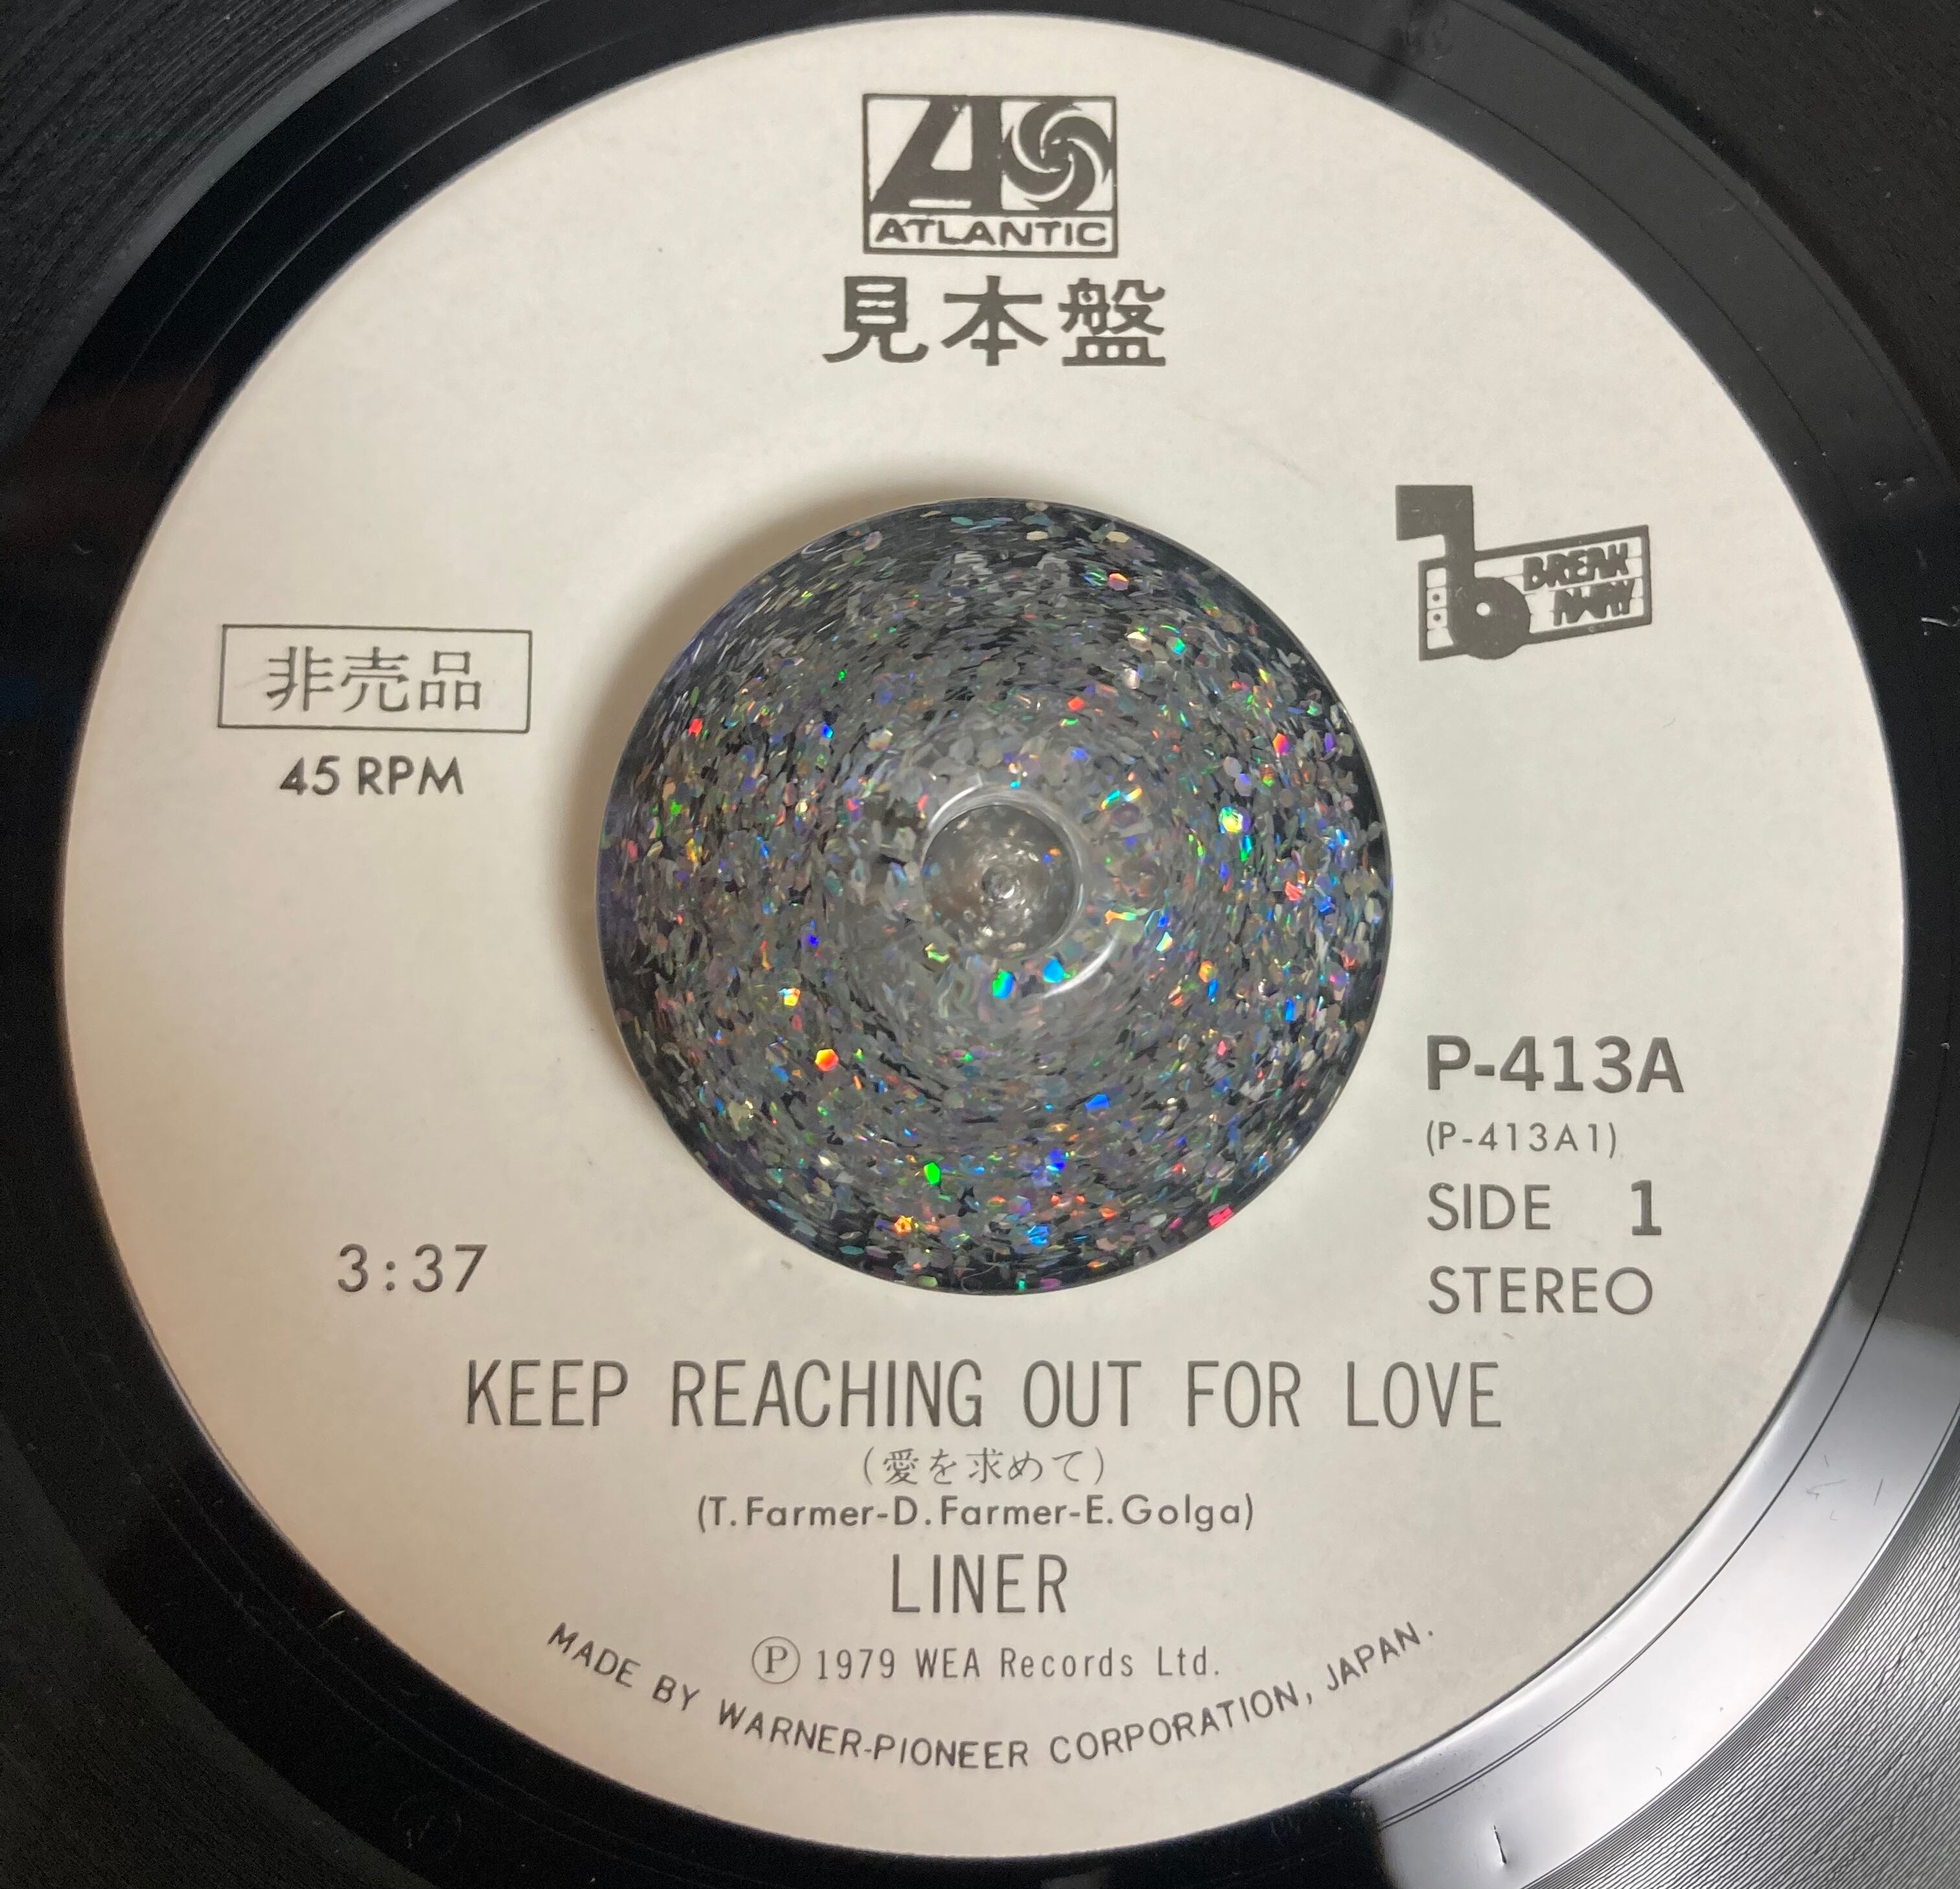 ATLANTIC
見本盤
BREAK
AWAY
非売品
45 RPM
P-413A
(P-413A1)
SIDE 1
STEREO
3:37
KEEP REACHING OUT FOR LOVE
(愛を求めて)
(T.Farmer-D.Farmer-E.Golga)
LINER
Ⓟ 1979 WEA Records Ltd.
MADE BY WARNER-PIONEER CORPORATION, JAPAN.